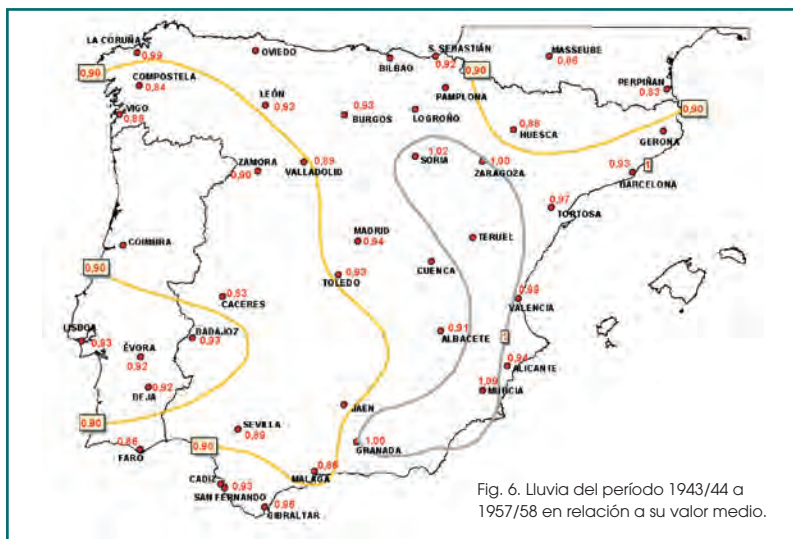 LA CORUÑA
0,99
OVIEDO
BILBAO
S. SEBASTIÁN
0,92
MASSEUBE
0,86
0,90
0,90
COMPOSTELA
0,84
PAMPLONA
PERPIÑAN
0,83
LEÓN
0,93
0,93
BURGOS
LOGROÑO
0,90
VIGO
0,88
HUESCA
0,88
GERONA
ZAMORA
0,90
0,89
VALLADOLID
1,02
SORIA
1,00
ZARAGOZA
0,93
1
BARCELONA
0,97
TORTOSA
COIMBRA
MADRID
0,94
TERUEL
0,90
0,93
TOLEDO
CUENCA
CACERES
0,99
VALENCIA
LISBOA
0,93
BADAJOZ
0,97
ÉVORA
0,92
0,91
ALBACETE
1
0,94
ALICANTE
0,92
BEJA
1,09
MURCIA
JAEN
0,90
SEVILLA
0,89
0,90
1,00
GRANADA
0,86
FARO
0,86
MALAGA
CADIZ
0,93
SAN FERNANDO
0,96
GIBRALTAR
Fig. 6. Lluvia del período 1943/44 a
1957/58 en relación a su valor medio.